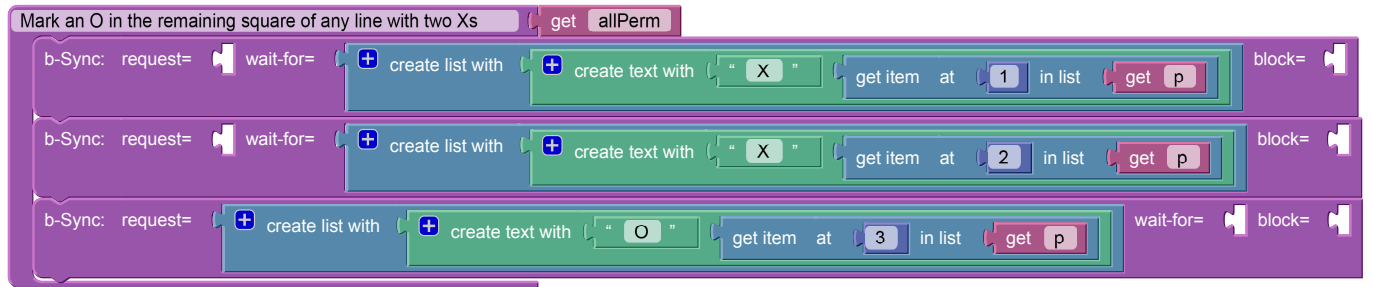 Mark an O in the remaining square of any line with two Xs get allPerm
b-Sync: request= wait-for= + create list with + create text with “ X ” get item at 1 in list get p block=
b-Sync: request= wait-for= + create list with + create text with “ X ” get item at 2 in list get p block=
b-Sync: request= + create list with + create text with “ O ” get item at 3 in list get p wait-for= block=